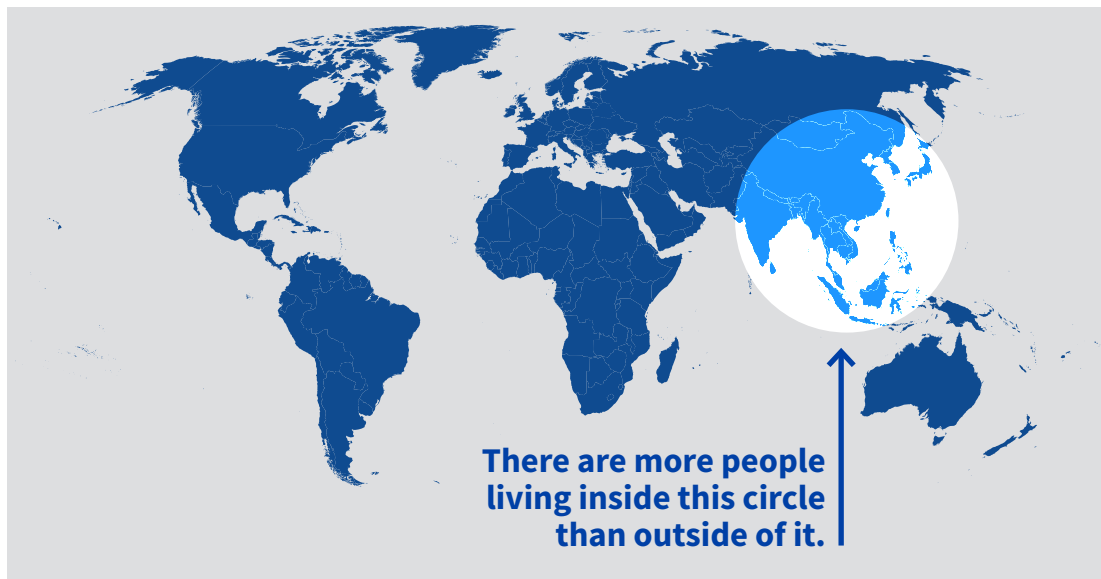 There are more people
living inside this circle
than outside of it.